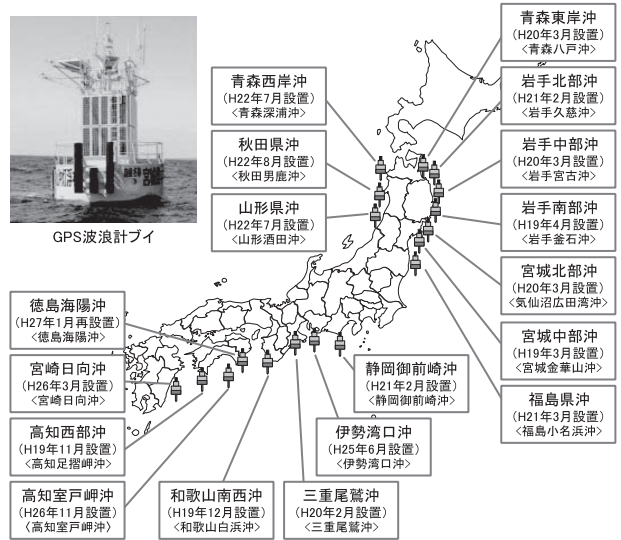 GPS波浪計ブイ
青森東岸沖
(H20年3月設置)
<青森八戸沖>
岩手北部沖
(H21年2月設置)
<岩手久慈沖>
岩手中部沖
(H20年3月設置)
<岩手宮古沖>
岩手南部沖
(H19年4月設置)
<岩手釜石沖>
宮城北部沖
(H20年3月設置)
<気仙沼広田湾沖>
宮城中部沖
(H19年3月設置)
<宮城金華山沖>
福島県沖
(H21年3月設置)
<福島小名浜沖>
青森西岸沖
(H22年7月設置)
<青森深浦沖>
秋田県沖
(H22年8月設置)
<秋田男鹿沖>
山形県沖
(H22年7月設置)
<山形酒田沖>
徳島海陽沖
(H27年1月再設置)
<徳島海陽沖>
宮崎日向沖
(H26年3月設置)
<宮崎日向沖>
高知西部沖
(H19年11月設置)
<高知足摺岬沖>
高知室戸岬沖
(H26年11月設置)
<高知室戸岬沖>
和歌山南西沖
(H19年12月設置)
<和歌山白浜沖>
三重尾鷲沖
(H20年2月設置)
<三重尾鷲沖>
伊勢湾口沖
(H25年6月設置)
<伊勢湾口沖>
静岡御前崎沖
(H21年2月設置)
<静岡御前崎沖>